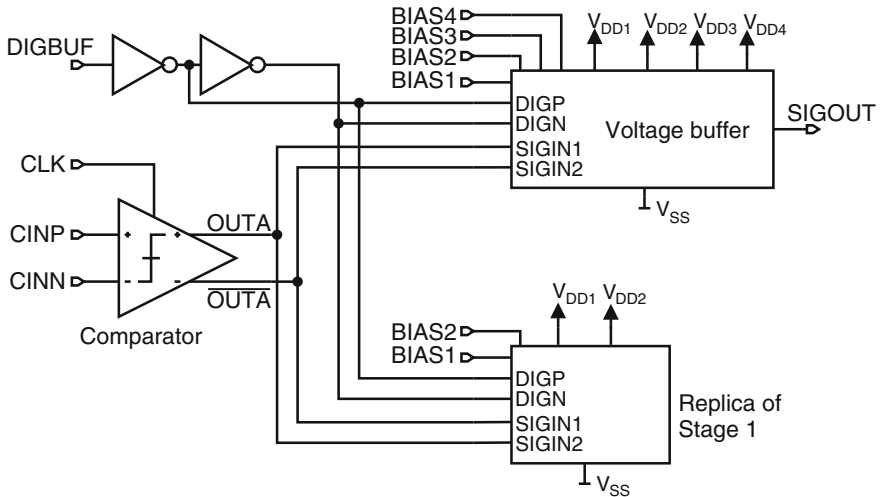 BIAS4
BIAS3
BIAS2
BIAS1
VDD1
VDD2
VDD3
VDD4
DIGBUF
DIGP
DIGN
SIGIN1
SIGIN2
Voltage buffer
SIGOUT
VSS
CLK
CINP
CINN
+
-
+
-
OUTA
OUTA
Comparator
BIAS2
BIAS1
VDD1
VDD2
DIGP
DIGN
SIGIN1
SIGIN2
Replica of
Stage 1
VSS